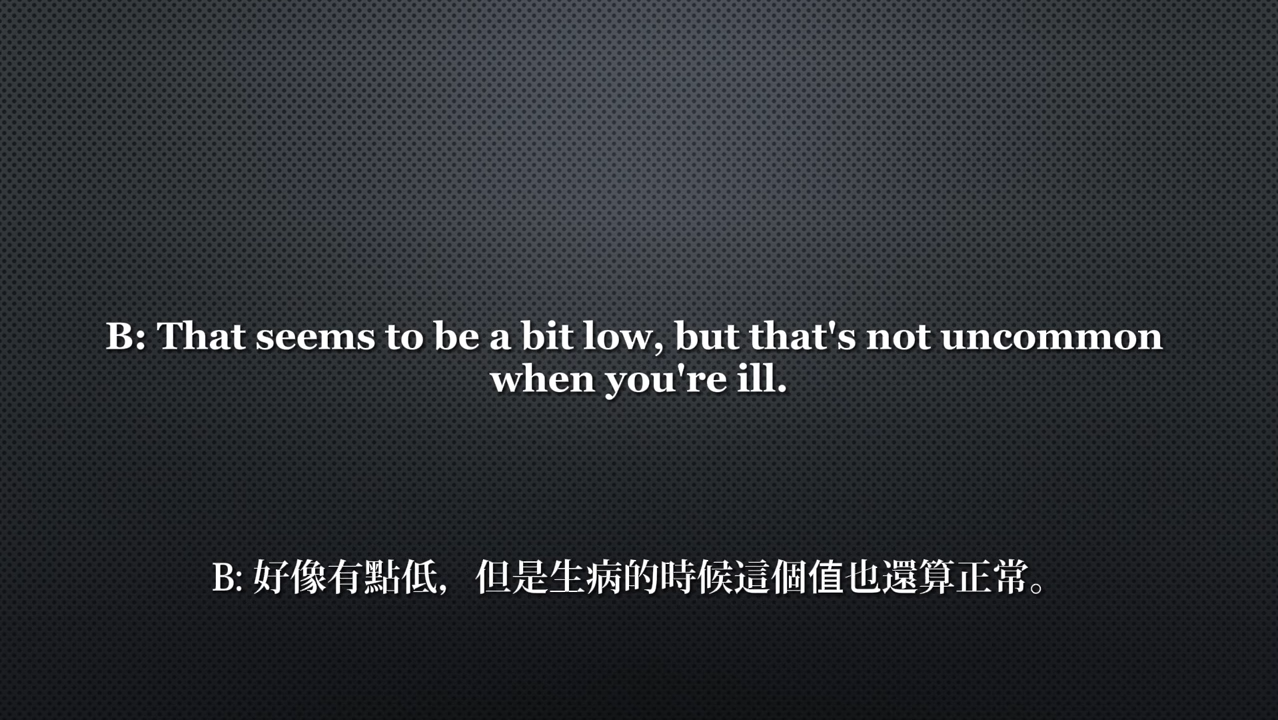 B: That seems to be a bit low, but that's not uncommon
when you're ill.
B: 好像有點低，但是生病的時候這個值也還算正常。